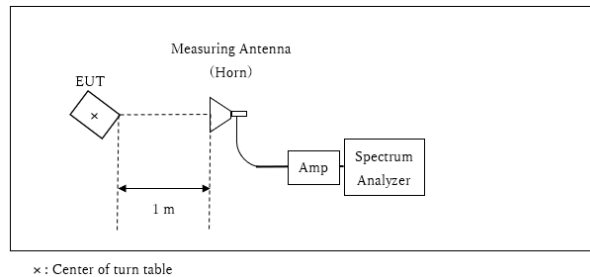 Measuring Antenna
(Horn)
EUT
×
Amp
Spectrum
Analyzer
1 m
× : Center of turn table